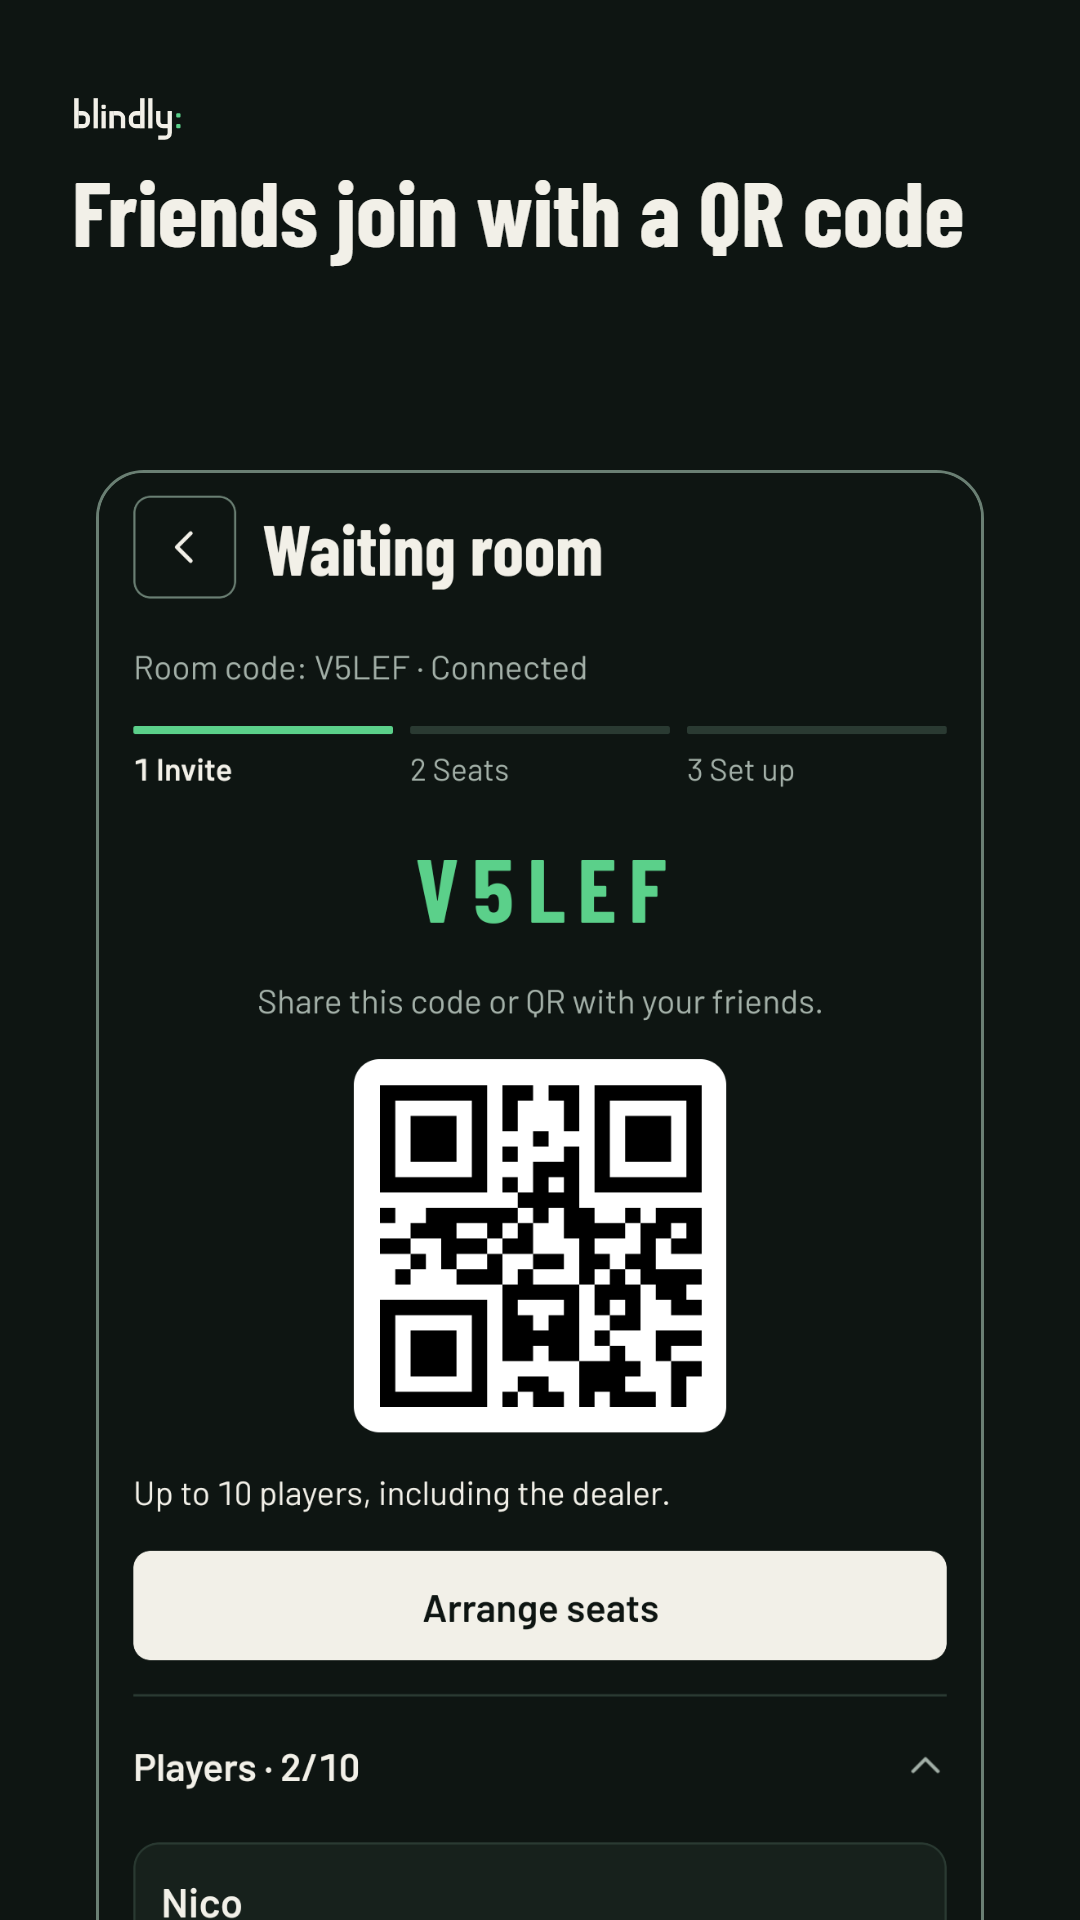 blindly:
Friends join with a QR code
Waiting room
Room code: V5LEF · Connected
1 Invite
2 Seats
3 Set up
V5LEF
Share this code or QR with your friends.
Up to 10 players, including the dealer.
Arrange seats
Players · 2/10
Nico